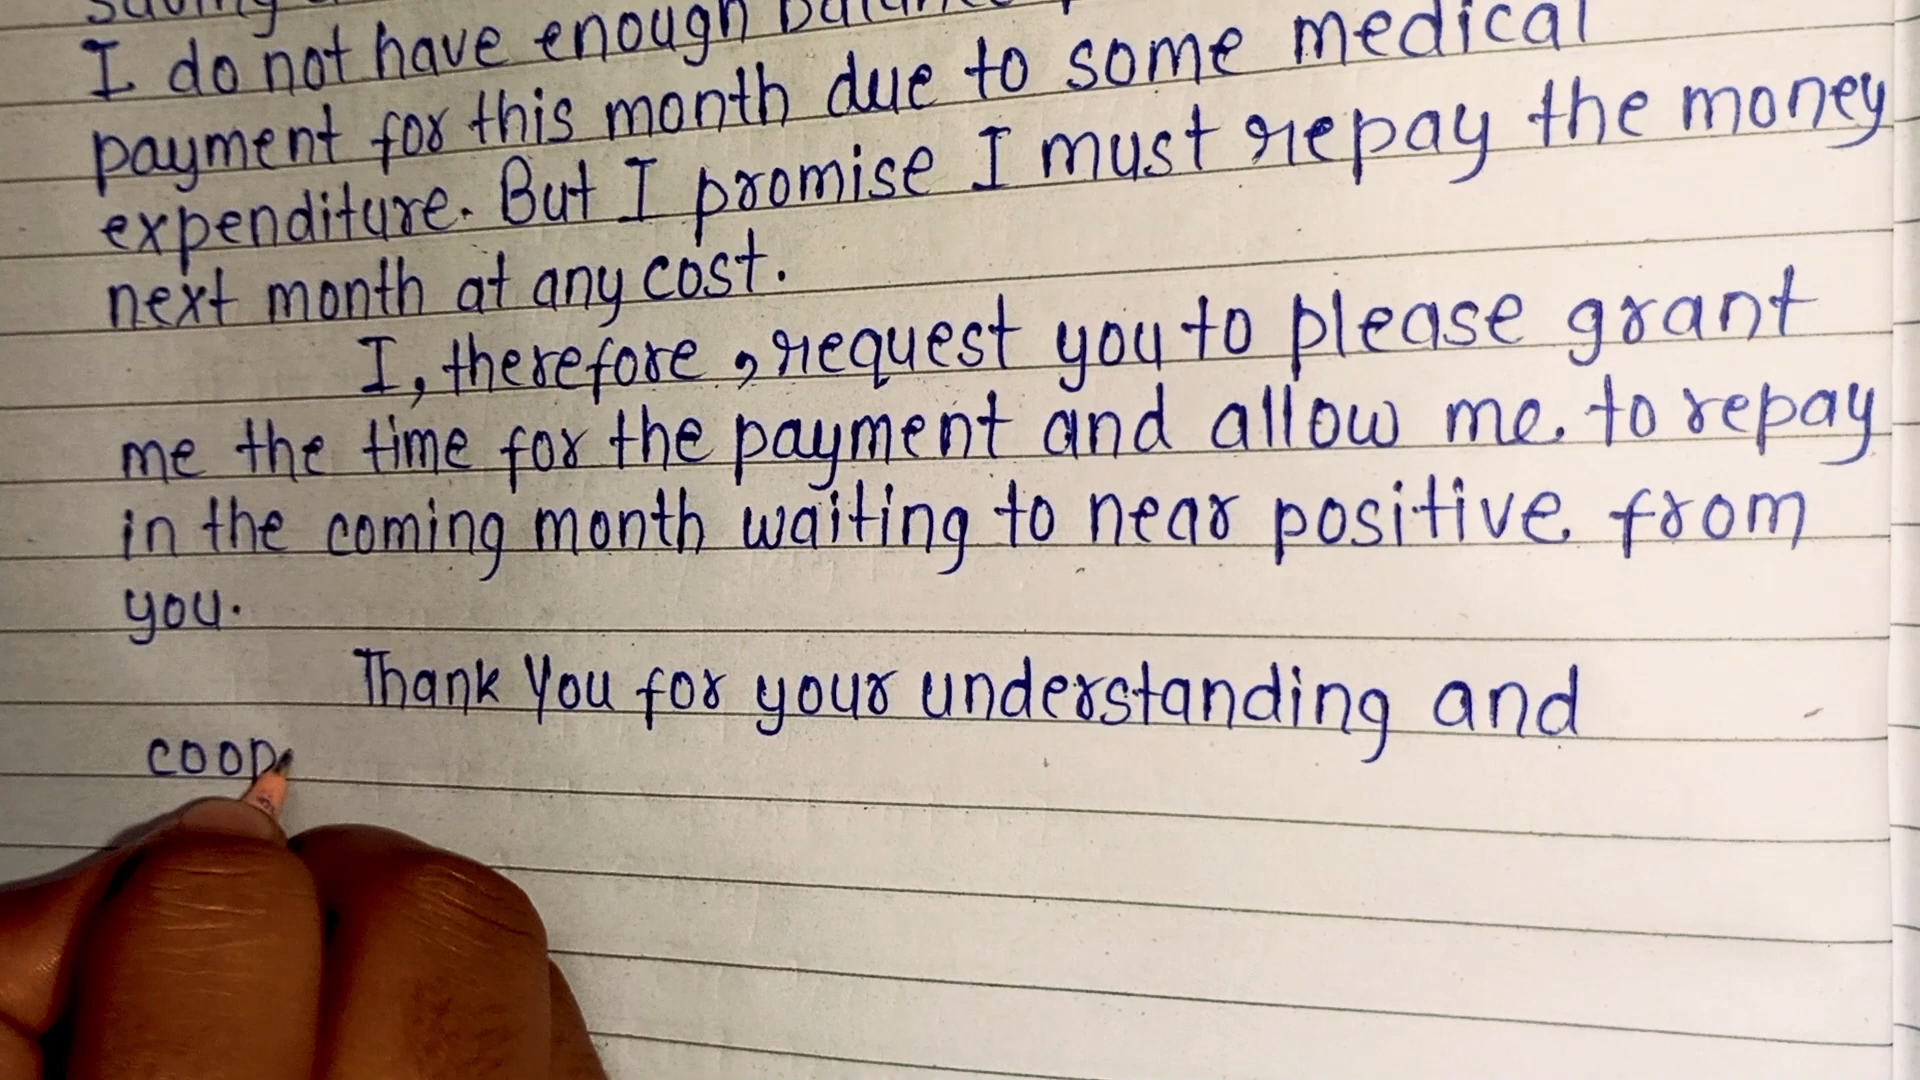 I do not have enough
payment for this month due to some medical
expenditure. But I promise I must repay the money
next month at any cost.
I, therefore, request you to please grant
me the time for the payment and allow me to repay
in the coming month waiting to near positive from
you.
Thank You for your understanding and
coop